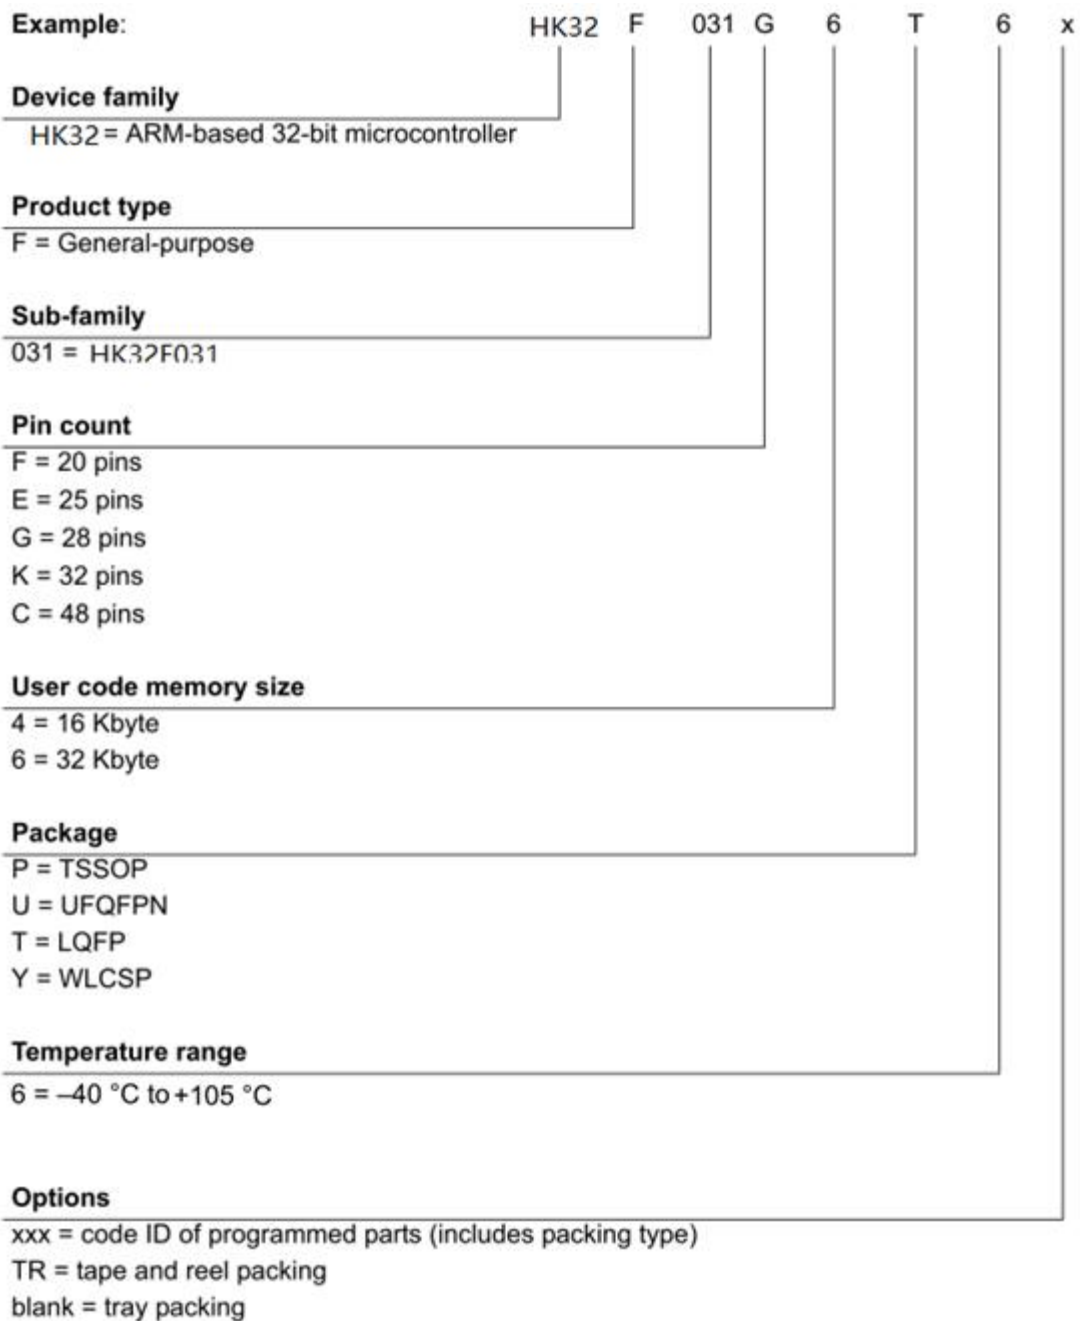 Example: HK32 F 031 G 6 T 6 x
Device family
HK32 = ARM-based 32-bit microcontroller
Product type
F = General-purpose
Sub-family
031 = HK32F031
Pin count
F = 20 pins
E = 25 pins
G = 28 pins
K = 32 pins
C = 48 pins
User code memory size
4 = 16 Kbyte
6 = 32 Kbyte
Package
P = TSSOP
U = UFQFPN
T = LQFP
Y = WLCSP
Temperature range
6 = –40 °C to +105 °C
Options
xxx = code ID of programmed parts (includes packing type)
TR = tape and reel packing
blank = tray packing